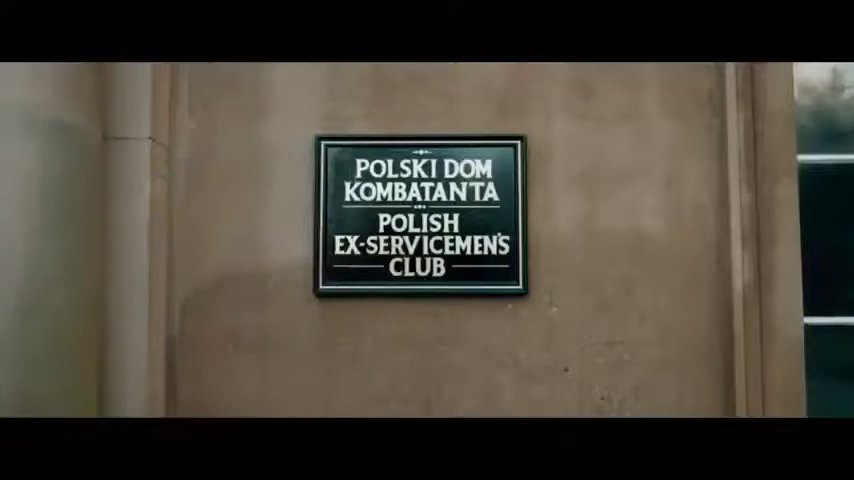 POLSKI DOM
KOMBATANTA
POLISH
EX-SERVICEMEN'S
CLUB